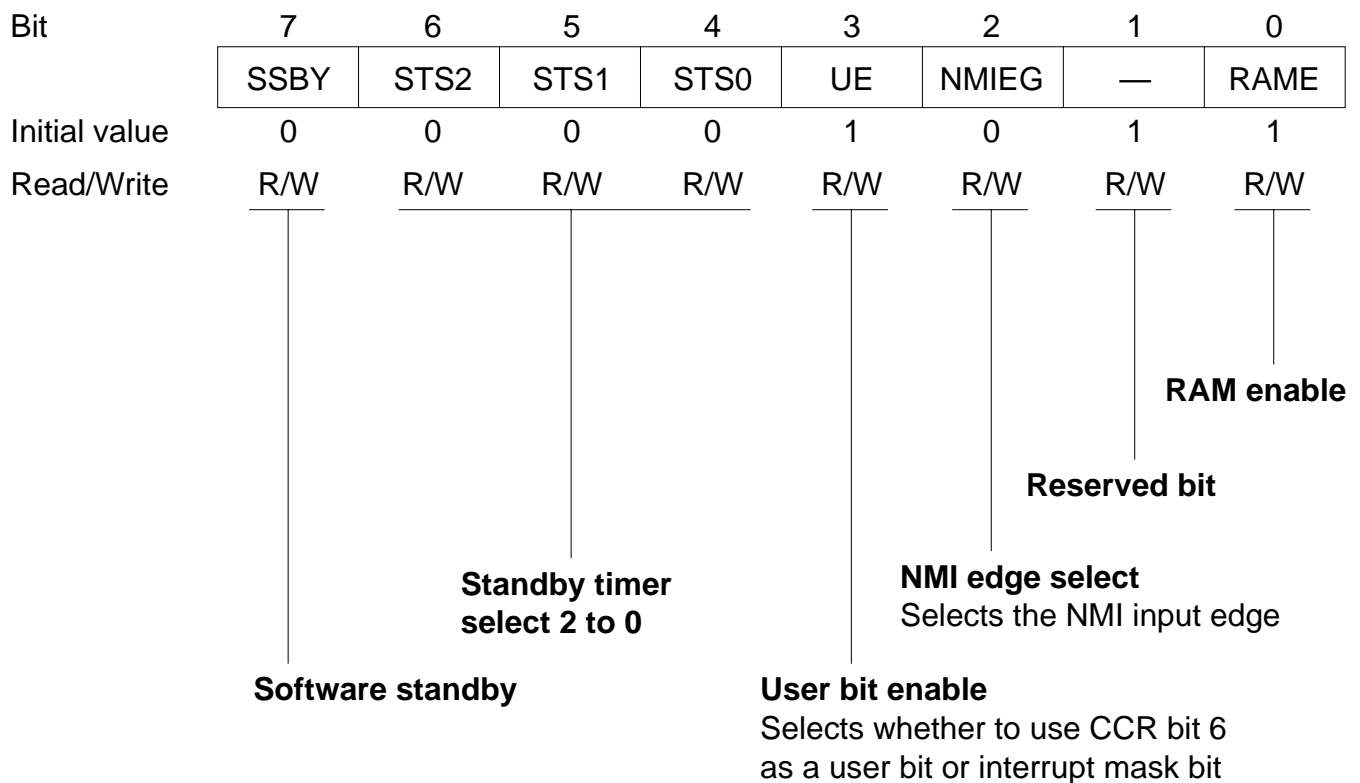 Bit 7 6 5 4 3 2 1 0
SSBY STS2 STS1 STS0 UE NMIEG — RAME
Initial value 0 0 0 0 1 0 1 1
Read/Write R/W R/W R/W R/W R/W R/W R/W R/W
RAM enable
Reserved bit
NMI edge select
Selects the NMI input edge
Standby timer
select 2 to 0
Software standby
User bit enable
Selects whether to use CCR bit 6
as a user bit or interrupt mask bit